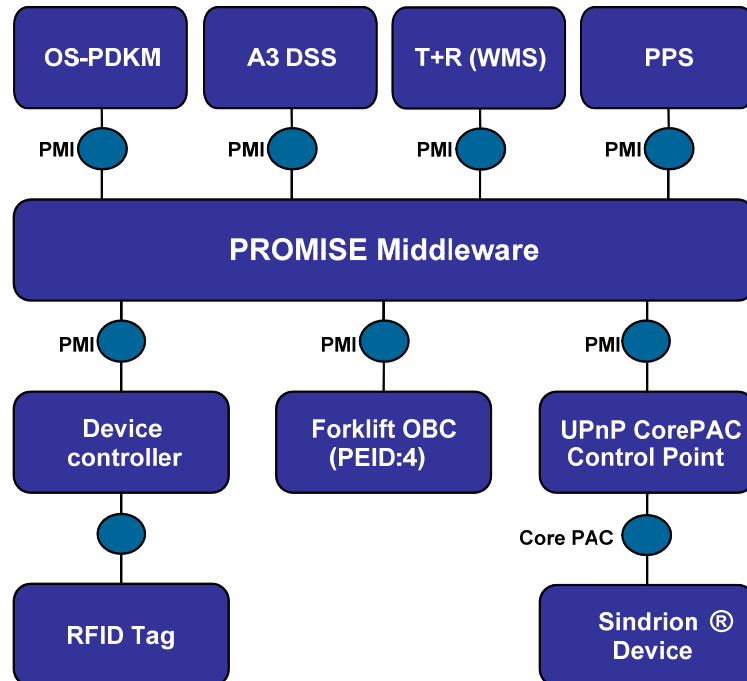 OS-PDKM
A3 DSS
T+R (WMS)
PPS
PMI
PMI
PMI
PMI
PROMISE Middleware
PMI
PMI
PMI
Device
controller
Forklift OBC
(PEID:4)
UPnP CorePAC
Control Point
Core PAC
RFID Tag
Sindrion ®
Device